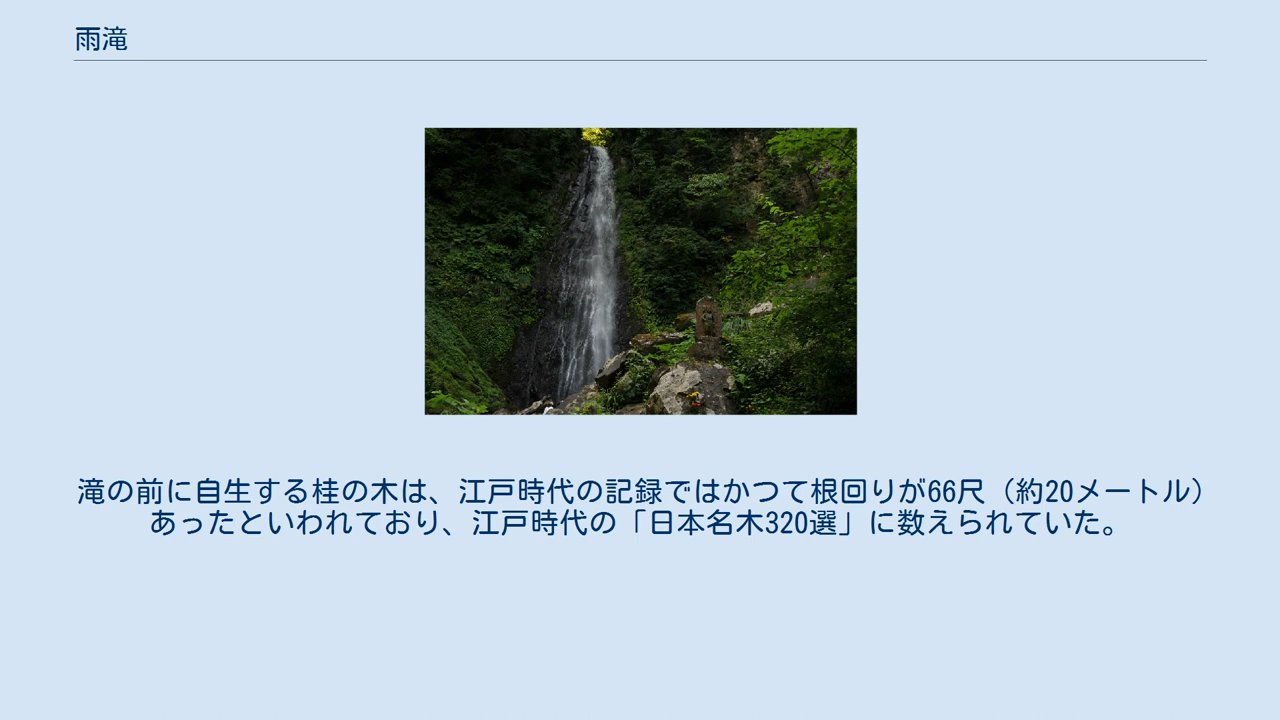 雨滝
滝の前に自生する桂の木は、江戸時代の記録ではかつて根回りが66尺（約20メートル）
あったといわれており、江戸時代の「日本名木320選」に数えられていた。